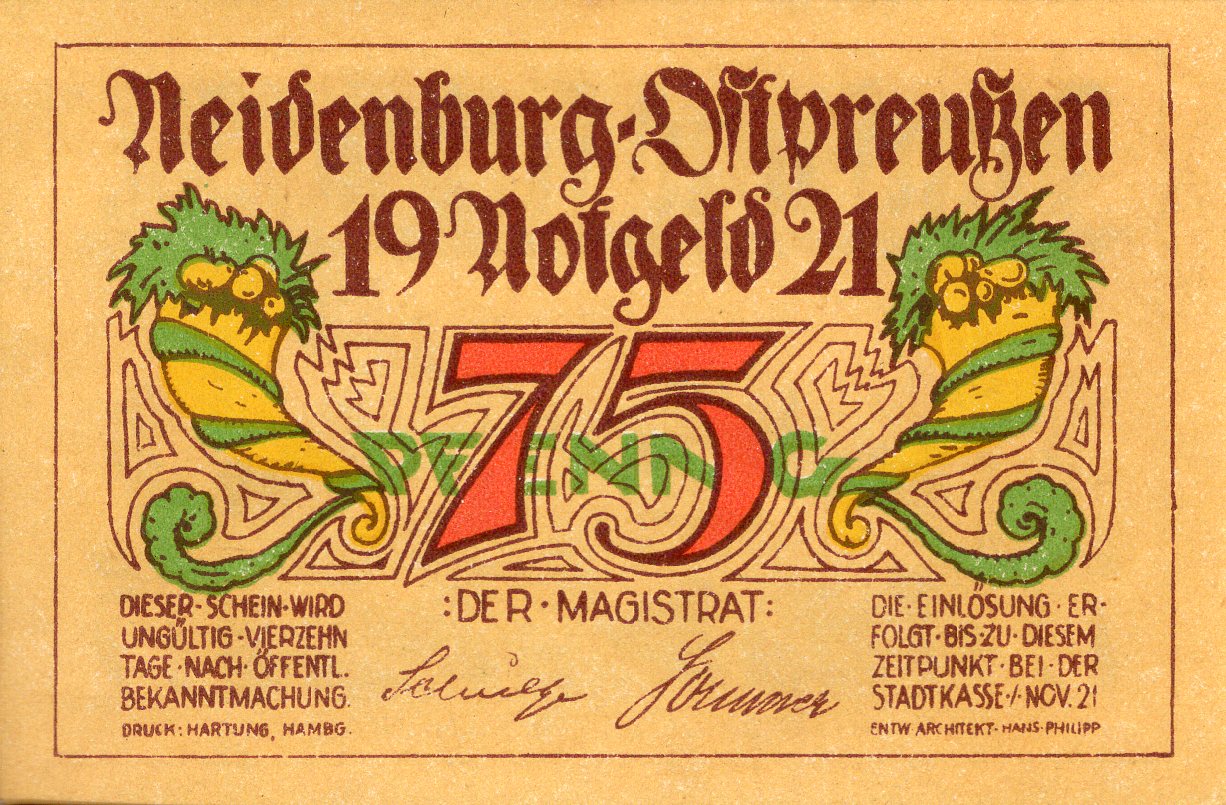 Neidenburg-Ostpreußen
19 Notgeld 21
75
PFENNIG
:DER·MAGISTRAT:
DIESER·SCHEIN·WIRD
UNGÜLTIG·VIERZEHN
TAGE·NACH·ÖFFENTL.
BEKANNTMACHUNG.
DRUCK: HARTUNG, HAMBG.
DIE·EINLÖSUNG·ER-
FOLGT·BIS·ZU·DIESEM
ZEITPUNKT·BEI·DER
STADTKASSE·/·NOV. 21
ENTW ARCHITEKT· HANS·PHILIPP